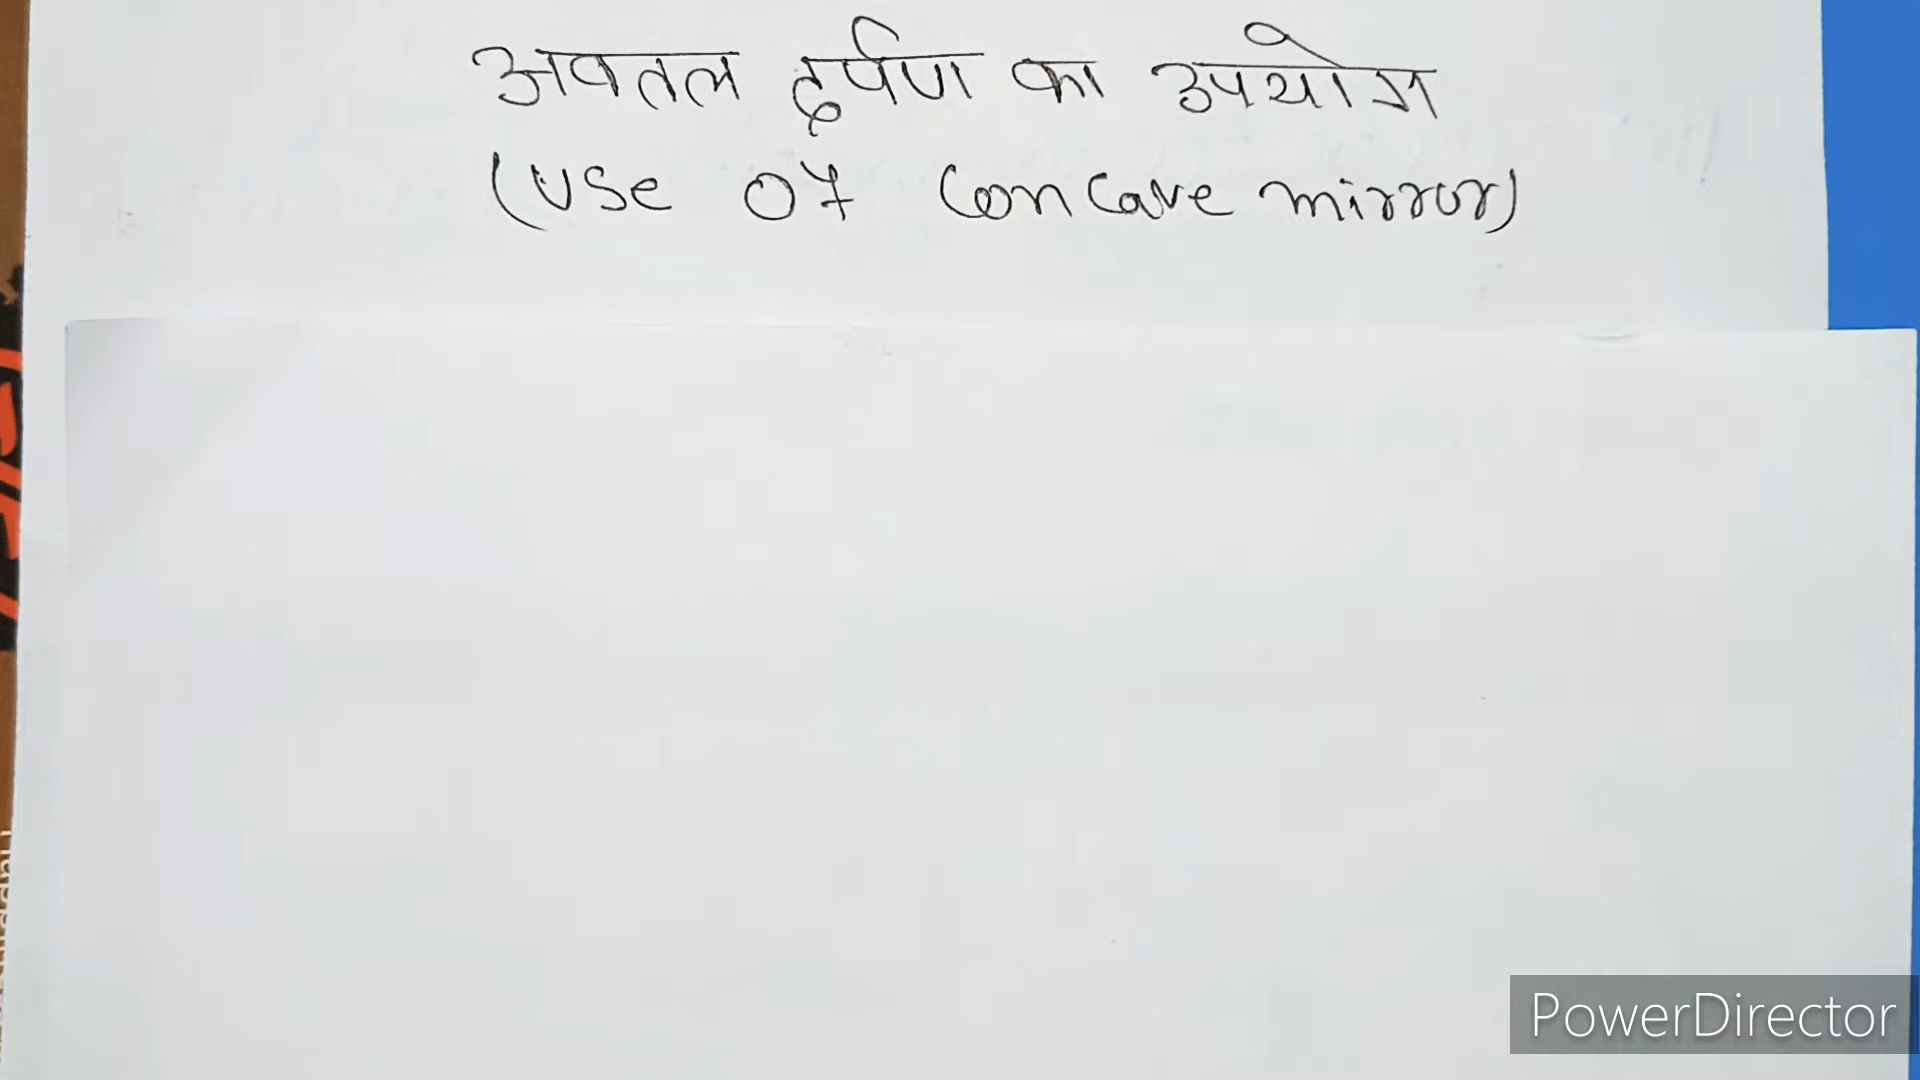 अवतल दर्पण का उपयोग
(Use of Concave mirror)
PowerDirector